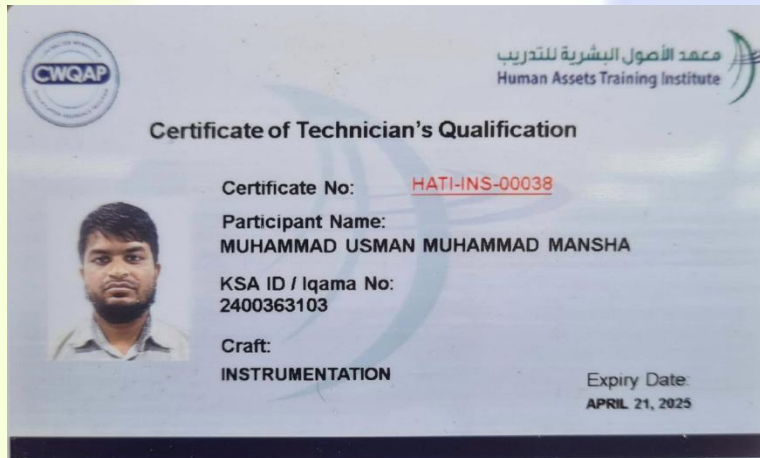 CWQAP
معهد الأصول البشرية للتدريب
Human Assets Training Institute
Certificate of Technician's Qualification
Certificate No: HATI-INS-00038
Participant Name:
MUHAMMAD USMAN MUHAMMAD MANSHA
KSA ID / Iqama No:
2400363103
Craft:
INSTRUMENTATION
Expiry Date:
APRIL 21, 2025